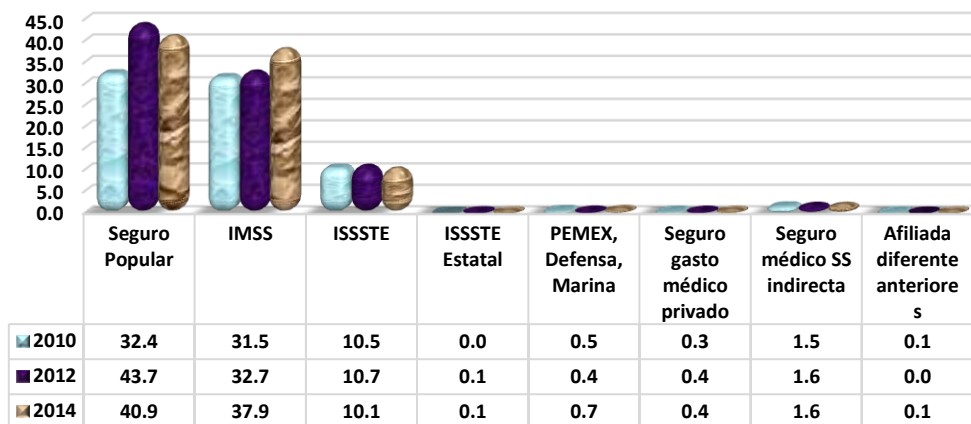 45.0
40.0
35.0
30.0
25.0
20.0
15.0
10.0
5.0
0.0
Seguro Popular IMSS ISSSTE ISSSTE Estatal PEMEX, Defensa, Marina Seguro gasto médico privado Seguro médico SS indirecta Afiliada diferente anteriore s
2010 32.4 31.5 10.5 0.0 0.5 0.3 1.5 0.1
2012 43.7 32.7 10.7 0.1 0.4 0.4 1.6 0.0
2014 40.9 37.9 10.1 0.1 0.7 0.4 1.6 0.1